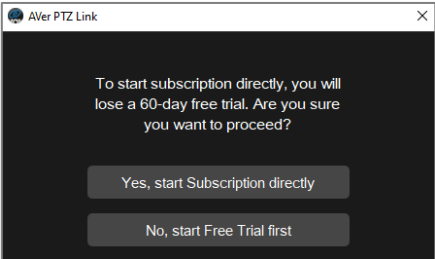 AVer PTZ Link
To start subscription directly, you will
lose a 60-day free trial. Are you sure
you want to proceed?
Yes, start Subscription directly
No, start Free Trial first